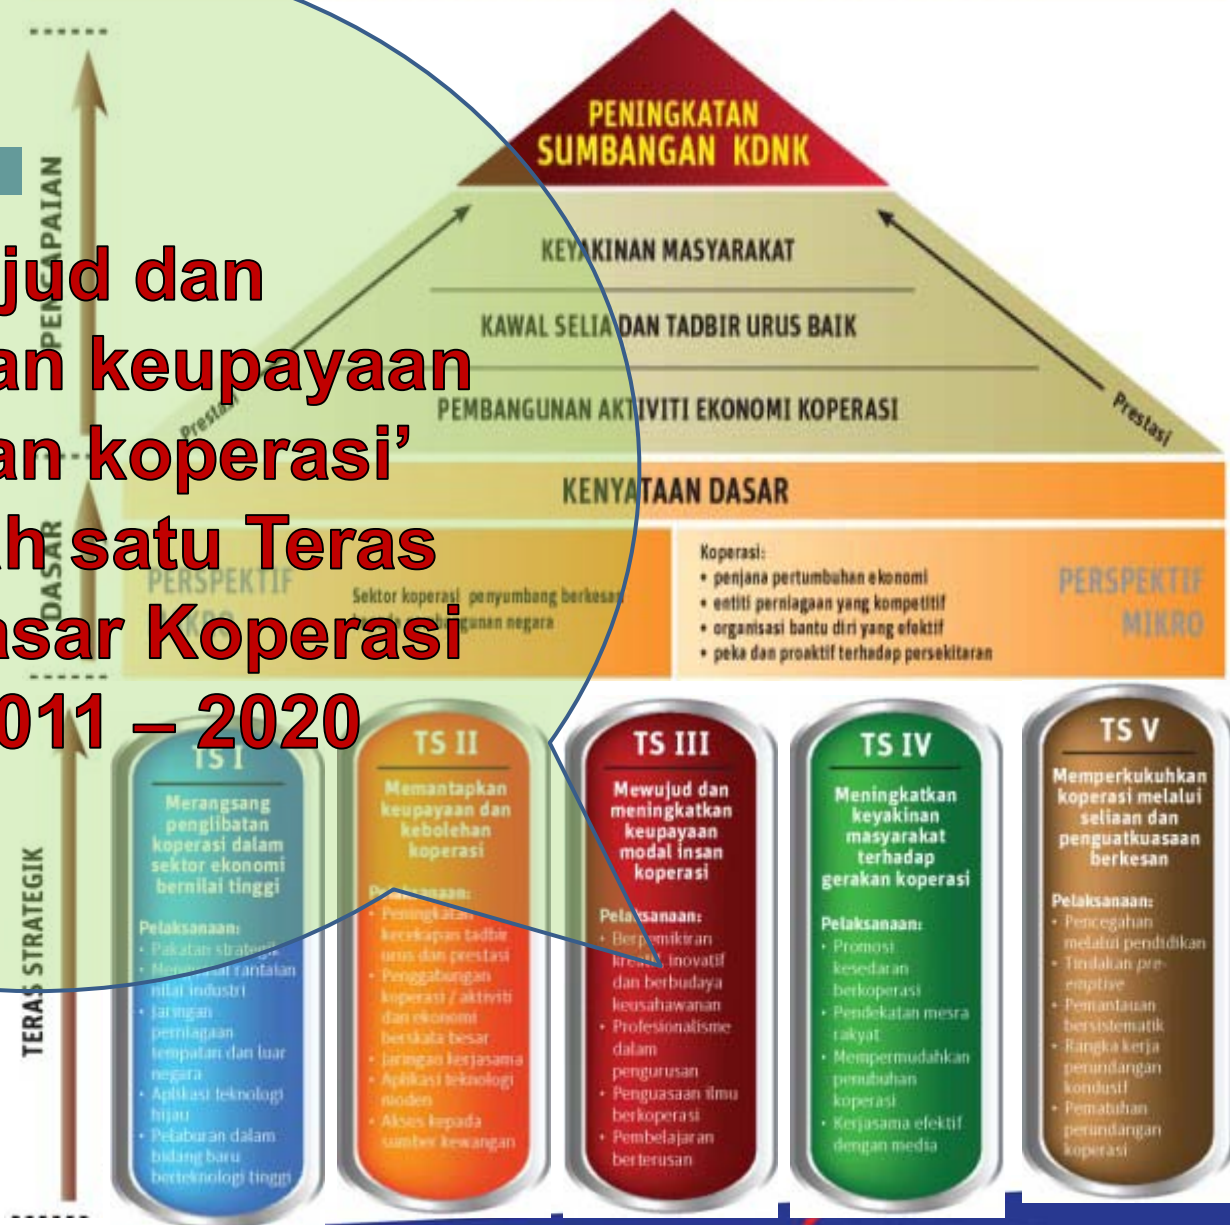 PENINGKATAN
SUMBANGAN KDNK
KEYAKINAN MASYARAKAT
KAWAL SELIA DAN TADBIR URUS BAIK
PEMBANGUNAN AKTIVITI EKONOMI KOPERASI
Prestasi
Prestasi
PENCAPAIAN
jud dan
an keupayaan
an koperasi’
h satu Teras
asar Koperasi
011 – 2020
KENYATAAN DASAR
DASAR
PERSPEKTIF
Sektor koperasi penyumbang berkesan
negara
Koperasi:
• penjana pertumbuhan ekonomi
• entiti perniagaan yang kompetitif
• organisasi bantu diri yang efektif
• peka dan proaktif terhadap persekitaran
PERSPEKTIF
MIKRO
TERAS STRATEGIK
TS I
Merangsang
penglibatan
koperasi dalam
sektor ekonomi
bernilai tinggi
Pelaksanaan:
• Pakatan strategik
rantaian
nilai industri
• Jaringan
perniagaan
tempatan dan luar
negara
• Aplikasi teknologi
hijau
• Pelaburan dalam
bidang baru
berteknologi tinggi
TS II
Memantapkan
keupayaan dan
kebolehan
koperasi
Pelaksanaan:
• Peningkatan
kecekapan tadbir
urus dan prestasi
• Penggabungan
koperasi / aktiviti
dan ekonomi
berskala besar
• Jaringan kerjasama
• Aplikasi teknologi
moden
• Akses kepada
sumber kewangan
TS III
Mewujud dan
meningkatkan
keupayaan
modal insan
koperasi
Pelaksanaan:
• Berpemikiran
kreatif, inovatif
dan berbudaya
keusahawanan
• Profesionalisme
dalam
pengurusan
• Penguasaan ilmu
berkoperasi
• Pembelajaran
berterusan
TS IV
Meningkatkan
keyakinan
masyarakat
terhadap
gerakan koperasi
Pelaksanaan:
• Promosi
kesedaran
berkoperasi
• Pendekatan mesra
rakyat
• Mempermudahkan
penubuhan
koperasi
• Kerjasama efektif
dengan media
TS V
Memperkukuhkan
koperasi melalui
seliaan dan
penguatkuasaan
berkesan
Pelaksanaan:
• Pencegahan
melalui pendidikan
• Tindakan pre-
emptive
• Pemantauan
bersistematik
• Rangka kerja
perundangan
kondusif
• Pematuhan
perundangan
koperasi